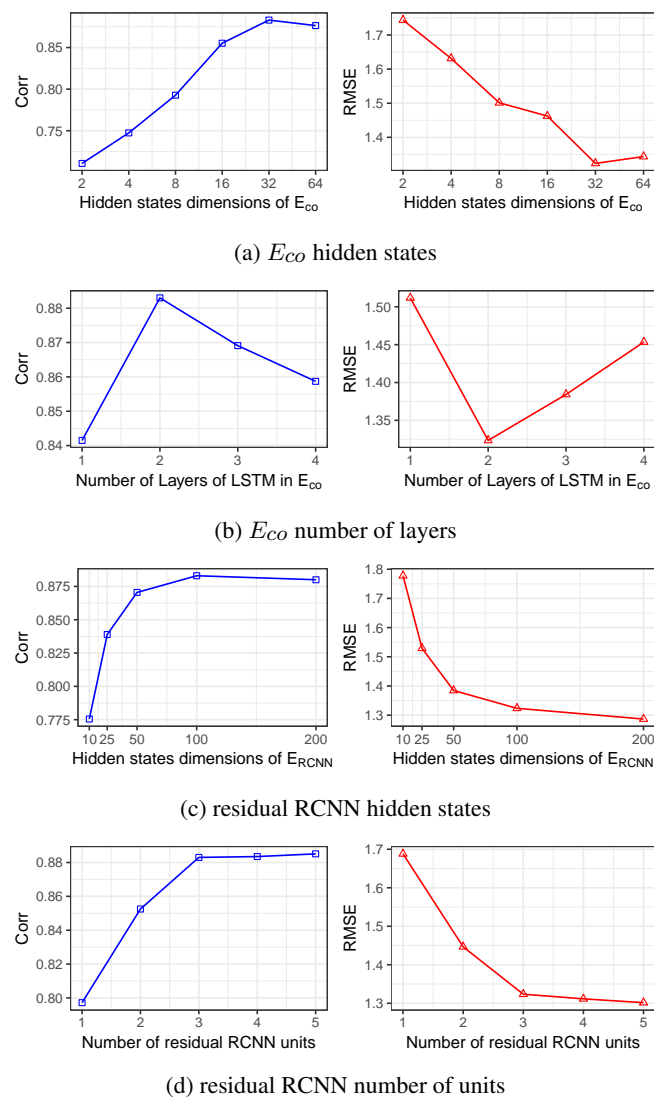 Corr
0.85
0.80
0.75
2 4 8 16 32 64
Hidden states dimensions of E_co
RMSE
1.7
1.6
1.5
1.4
2 4 8 16 32 64
Hidden states dimensions of E_co
(a) E_co hidden states
Corr
0.88
0.87
0.86
0.85
0.84
1 2 3 4
Number of Layers of LSTM in E_co
RMSE
1.50
1.45
1.40
1.35
1 2 3 4
Number of Layers of LSTM in E_co
(b) E_co number of layers
Corr
0.875
0.850
0.825
0.800
0.775
10 25 50 100 200
Hidden states dimensions of E_RCNN
RMSE
1.8
1.7
1.6
1.5
1.4
1.3
10 25 50 100 200
Hidden states dimensions of E_RCNN
(c) residual RCNN hidden states
Corr
0.88
0.86
0.84
0.82
0.80
1 2 3 4 5
Number of residual RCNN units
RMSE
1.7
1.6
1.5
1.4
1.3
1 2 3 4 5
Number of residual RCNN units
(d) residual RCNN number of units